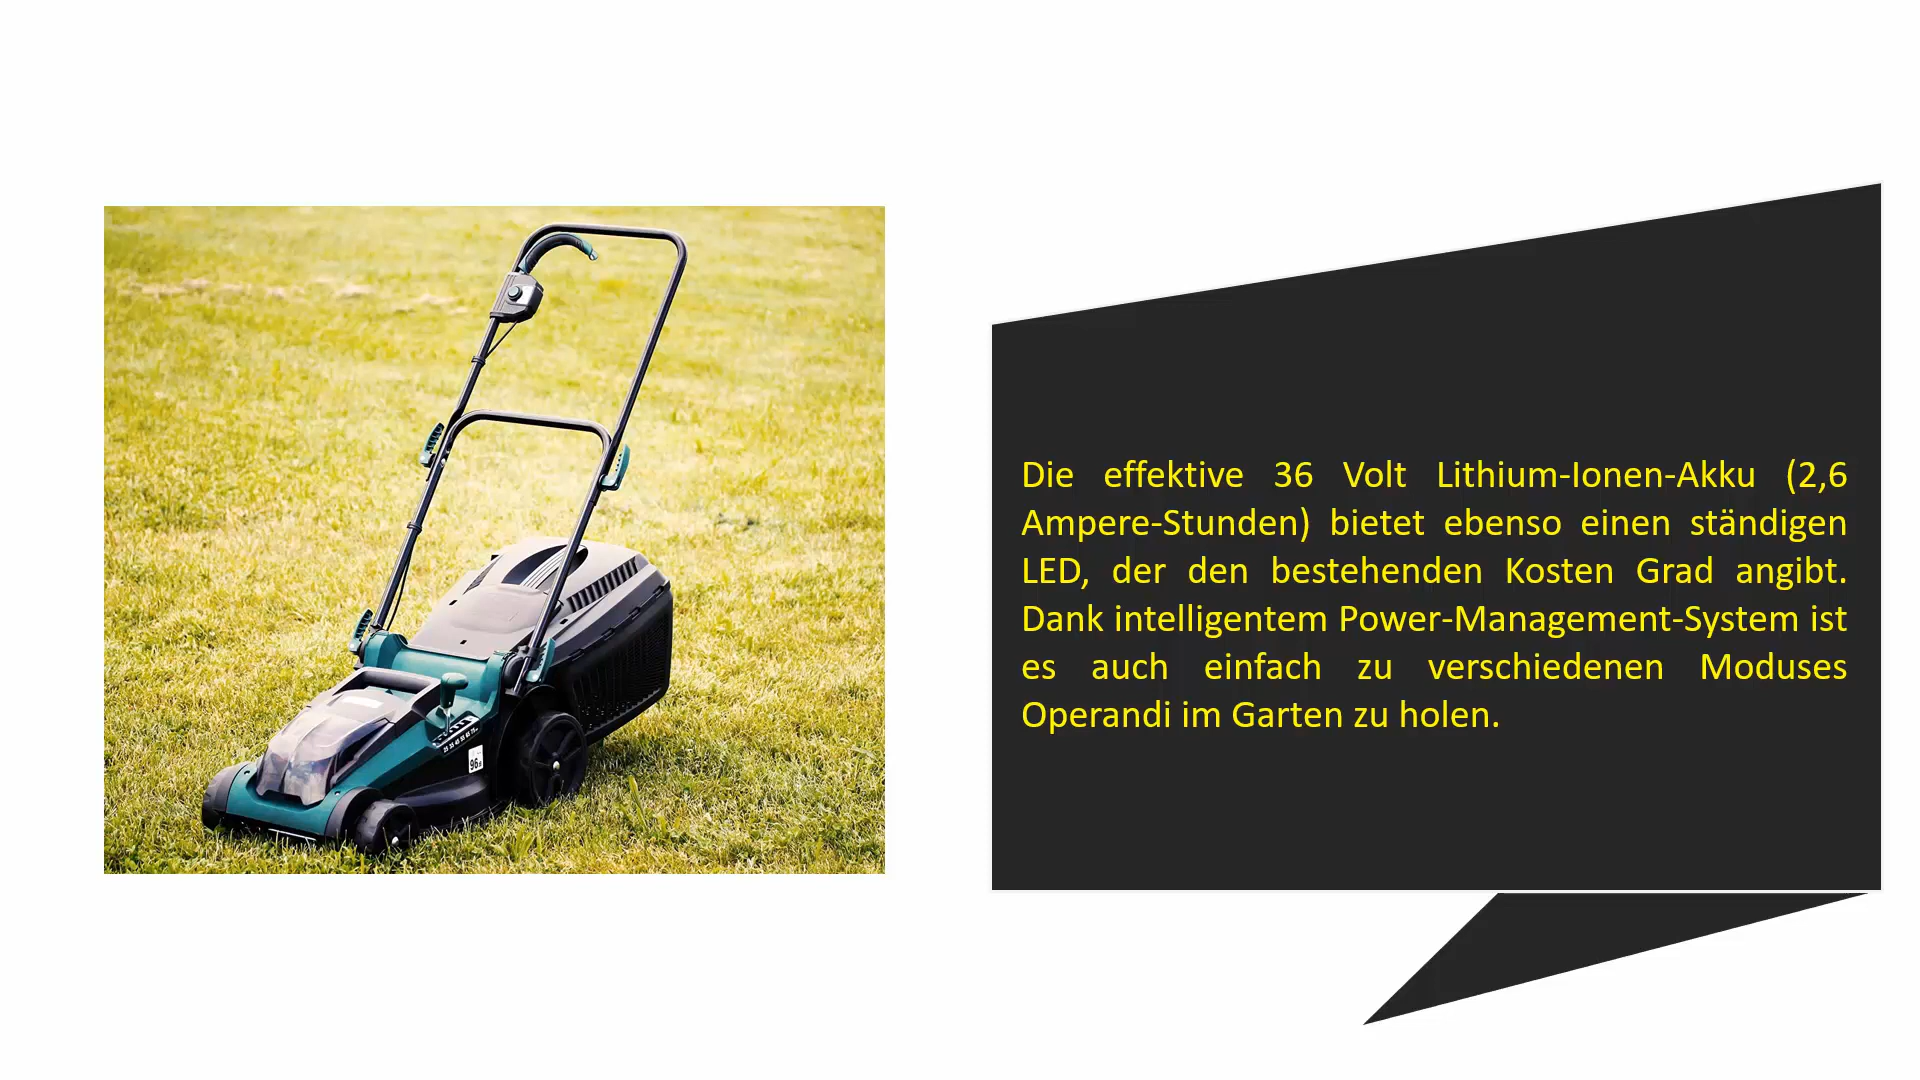 Die effektive 36 Volt Lithium-Ionen-Akku (2,6
Ampere-Stunden) bietet ebenso einen ständigen
LED, der den bestehenden Kosten Grad angibt.
Dank intelligentem Power-Management-System ist
es auch einfach zu verschiedenen Moduses
Operandi im Garten zu holen.
96